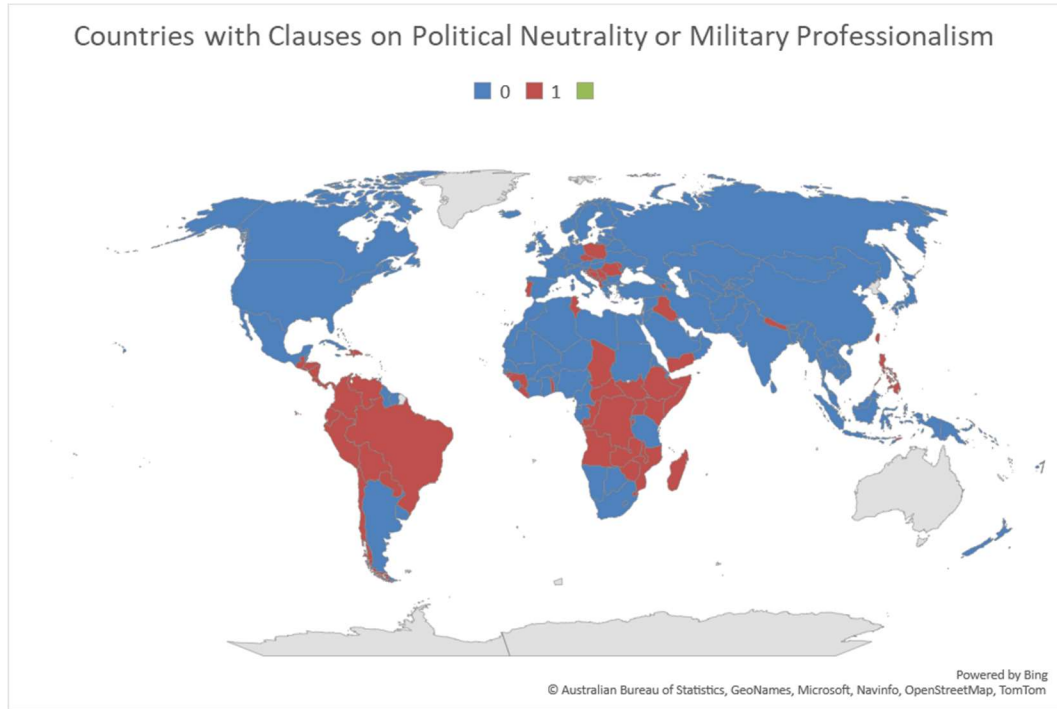 Countries with Clauses on Political Neutrality or Military Professionalism
0 1
Powered by Bing
© Australian Bureau of Statistics, GeoNames, Microsoft, Navinfo, OpenStreetMap, TomTom